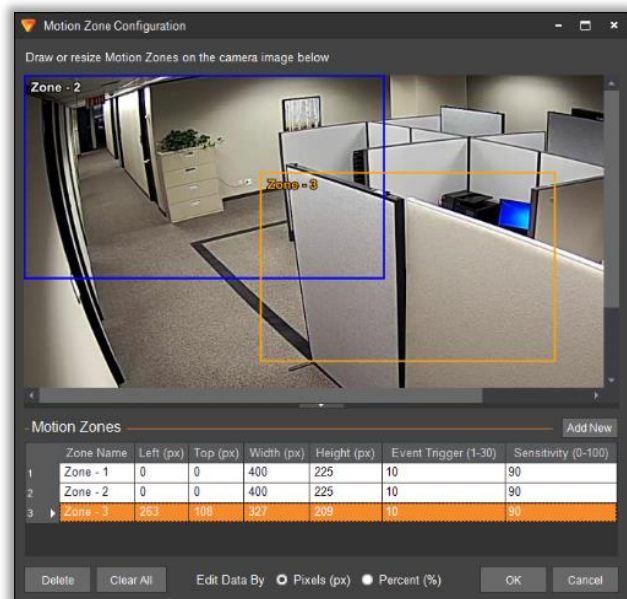 Motion Zone Configuration
Draw or resize Motion Zones on the camera image below
Zone - 2
Zone - 3
Motion Zones
Add New
Zone Name Left (px) Top (px) Width (px) Height (px) Event Trigger (1-30) Sensitivity (0-100)
1 Zone - 1 0 0 400 225 10 90
2 Zone - 2 0 0 400 225 10 90
3 Zone - 3 263 108 327 209 10 90
Delete Clear All Edit Data By Pixels (px) Percent (%) OK Cancel